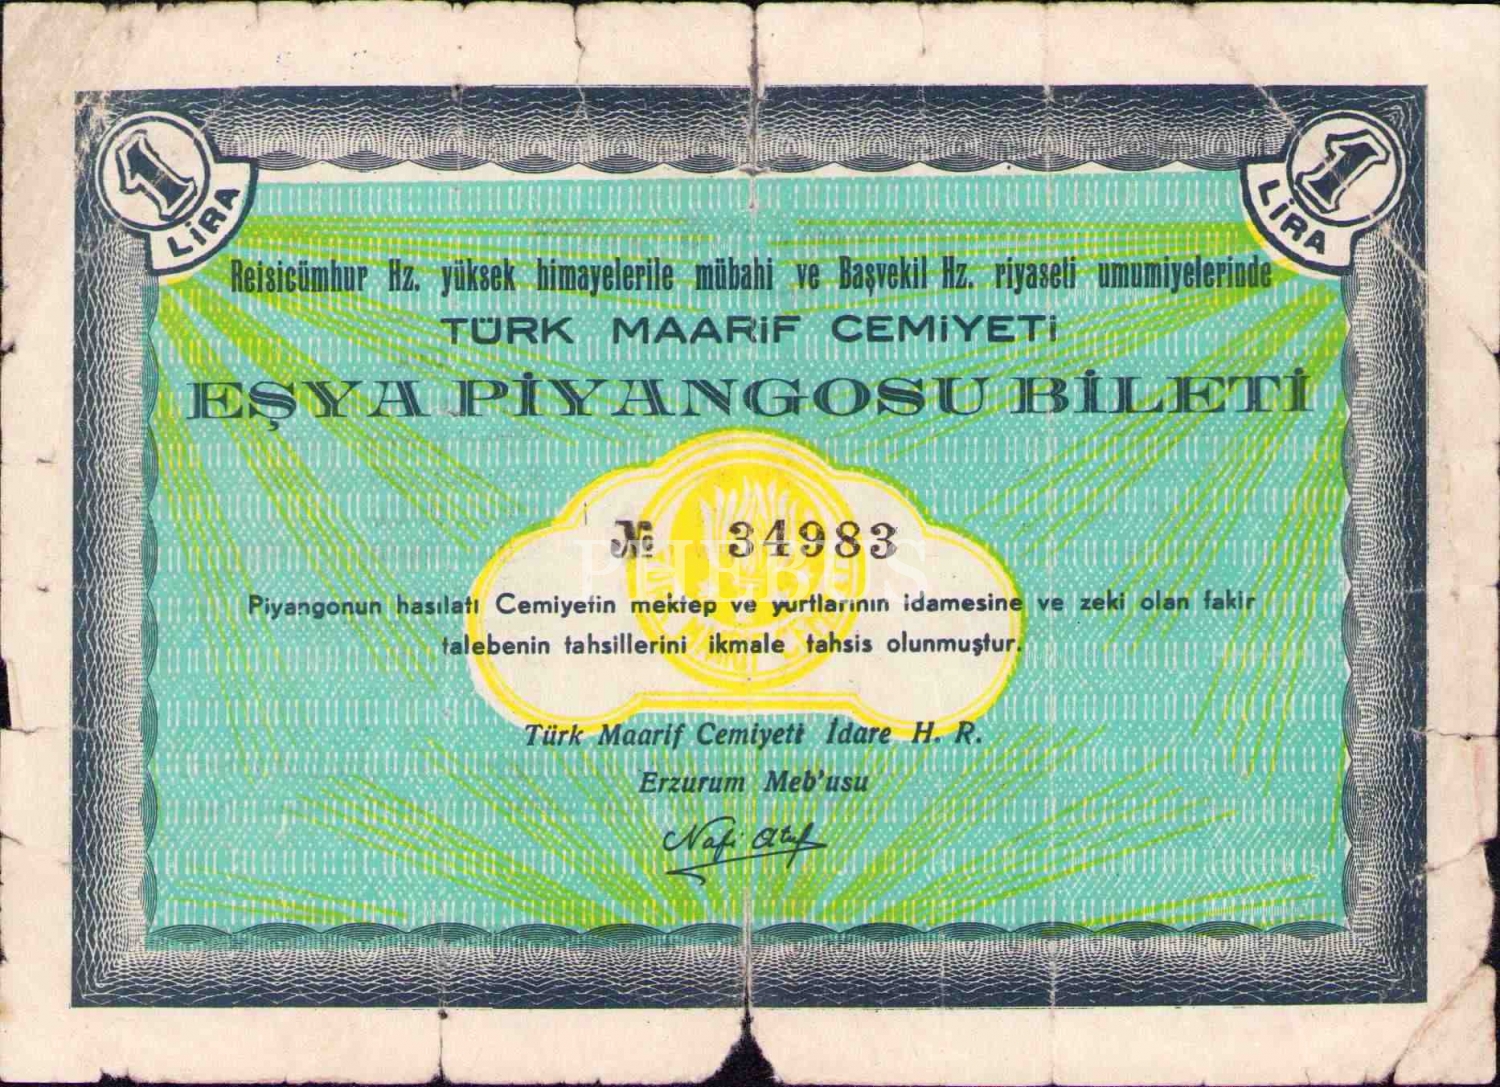 1 LİRA
1 LİRA
Reisicümhur Hz. yüksek himayelerile mübahi ve Başvekil Hz. riyaseti umumiyelerinde
TÜRK MAARİF CEMİYETİ
EŞYA PİYANGOSU BİLETİ
№ 34983
PHEBUS
Piyangonun hasılatı Cemiyetin mektep ve yurtlarının idamesine ve zeki olan fakir
talebenin tahsillerini ikmale tahsis olunmuştur.
Türk Maarif Cemiyeti İdare H. R.
Erzurum Meb'usu
Nafi Atuf